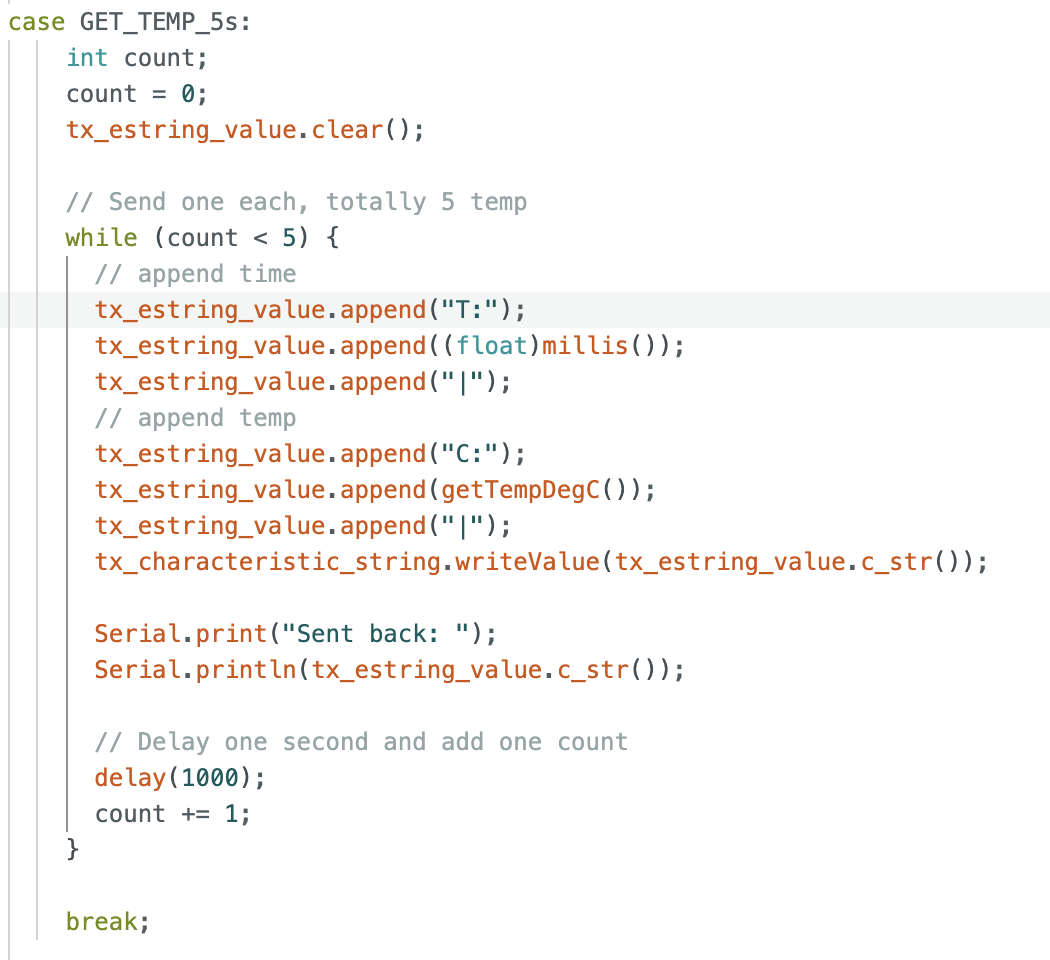 case GET_TEMP_5s:
int count;
count = 0;
tx_estring_value.clear();
// Send one each, totally 5 temp
while (count < 5) {
// append time
tx_estring_value.append("T:");
tx_estring_value.append((float)millis());
tx_estring_value.append("|");
// append temp
tx_estring_value.append("C:");
tx_estring_value.append(getTempDegC());
tx_estring_value.append("|");
tx_characteristic_string.writeValue(tx_estring_value.c_str());
Serial.print("Sent back: ");
Serial.println(tx_estring_value.c_str());
// Delay one second and add one count
delay(1000);
count += 1;
}
break;